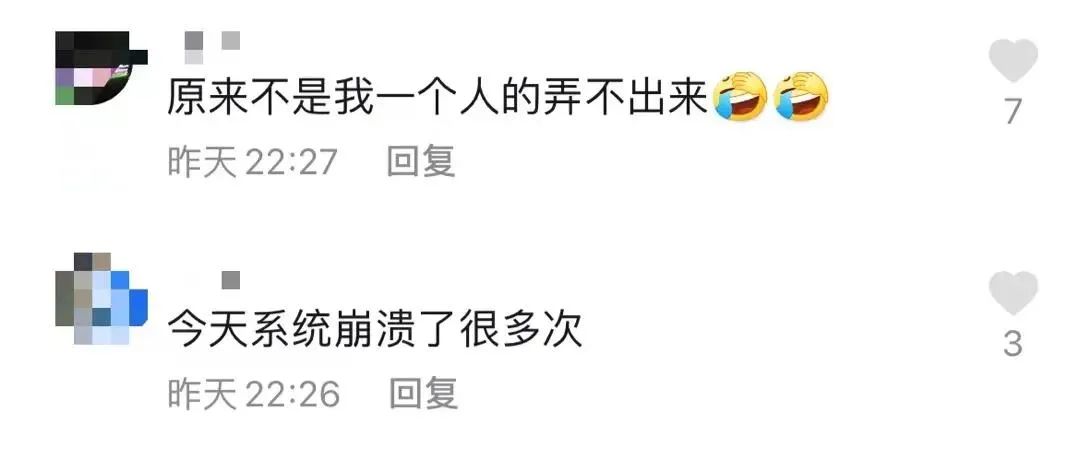 原来不是我一个人的弄不出来🤣🤣
7
昨天 22:27 回复
今天系统崩溃了很多次
3
昨天 22:26 回复